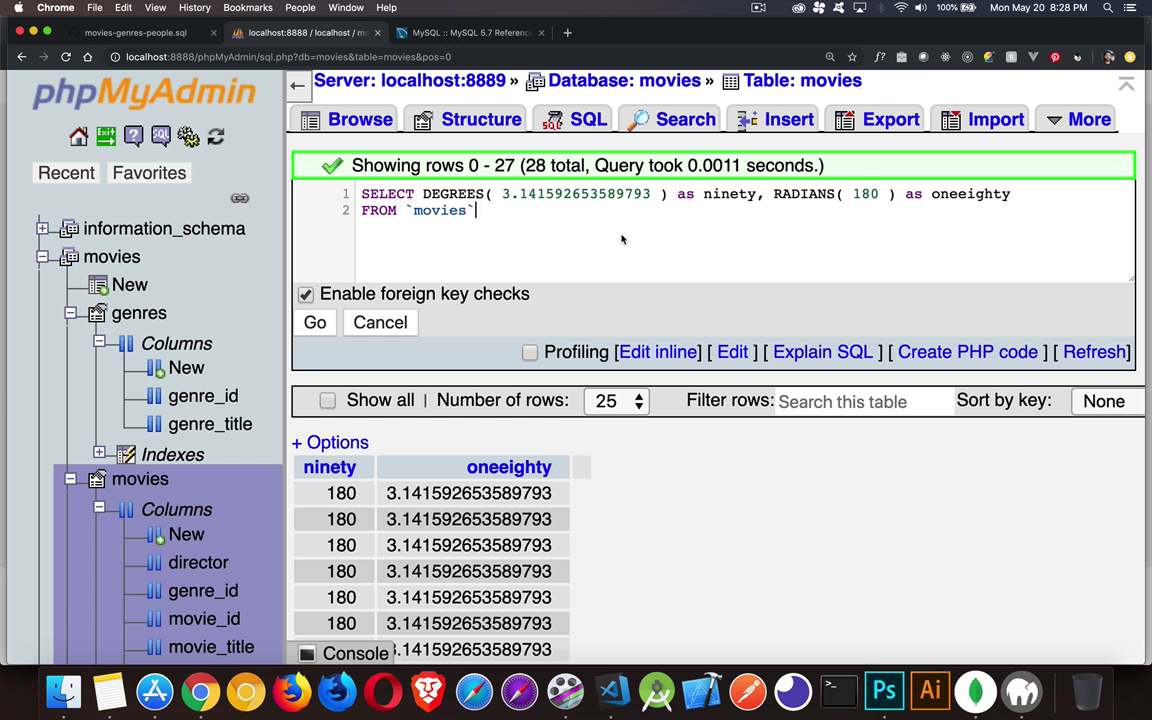 Chrome File Edit View History Bookmarks People Window Help 100% Mon May 20 8:28 PM
movies-genres-people.sql × localhost:8888 / localhost / mo × MySQL :: MySQL 5.7 Referenc × +
localhost:8888/phpMyAdmin/sql.php?db=movies&table=movies&pos=0
phpMyAdmin
Exit ? SQL
Recent Favorites
information_schema
movies
New
genres
Columns
New
genre_id
genre_title
Indexes
movies
Columns
New
director
genre_id
movie_id
movie_title
← Server: localhost:8889 » Database: movies » Table: movies
Browse Structure SQL Search Insert Export Import More
Showing rows 0 - 27 (28 total, Query took 0.0011 seconds.)
1 SELECT DEGREES( 3.141592653589793 ) as ninety, RADIANS( 180 ) as oneeighty
2 FROM `movies`
Enable foreign key checks
Go Cancel
Profiling [Edit inline] [ Edit ] [ Explain SQL ] [ Create PHP code ] [ Refresh]
Show all | Number of rows: 25 Filter rows: Search this table Sort by key: None
+ Options
ninety oneeighty
180 3.141592653589793
180 3.141592653589793
180 3.141592653589793
180 3.141592653589793
180 3.141592653589793
180 3.141592653589793
Console 3.141592653589793
Ps Ai